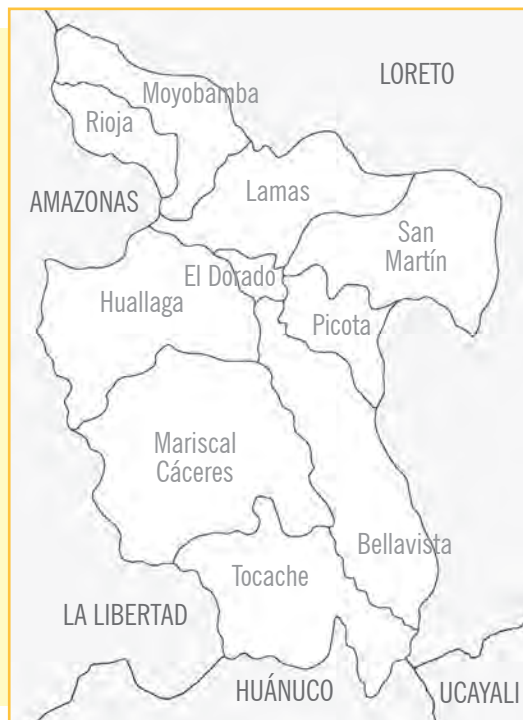 LORETO
Moyobamba
Rioja
Lamas
AMAZONAS
San
Martín
El Dorado
Huallaga
Picota
Mariscal
Cáceres
Bellavista
Tocache
LA LIBERTAD
HUÁNUCO
UCAYALI